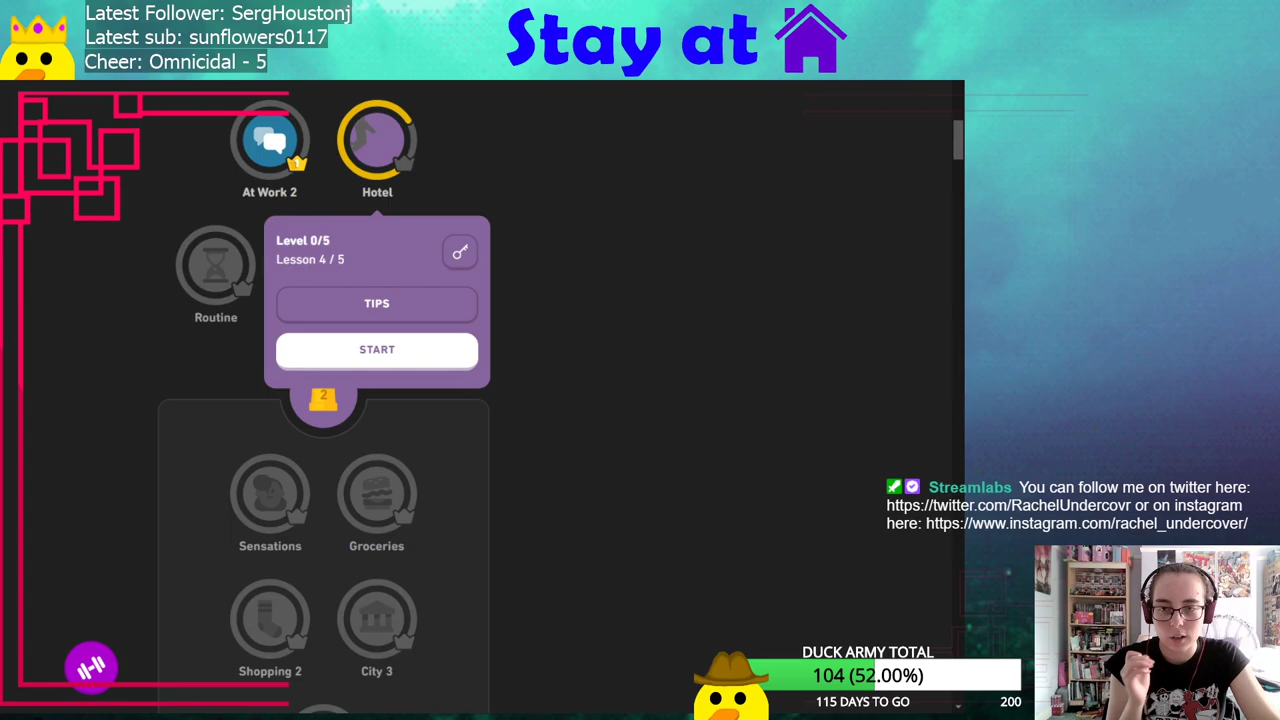 Latest Follower: SergHoustonj
Latest sub: sunflowers0117
Cheer: Omnicidal - 5
Stay at
1
At Work 2
Hotel
Level 0/5
Lesson 4 / 5
TIPS
START
Routine
2
Sensations
Groceries
Shopping 2
City 3
Streamlabs You can follow me on twitter here:
https://twitter.com/RachelUndercovr or on instagram
here: https://www.instagram.com/rachel_undercover/
DUCK ARMY TOTAL
104 (52.00%)
115 DAYS TO GO
200